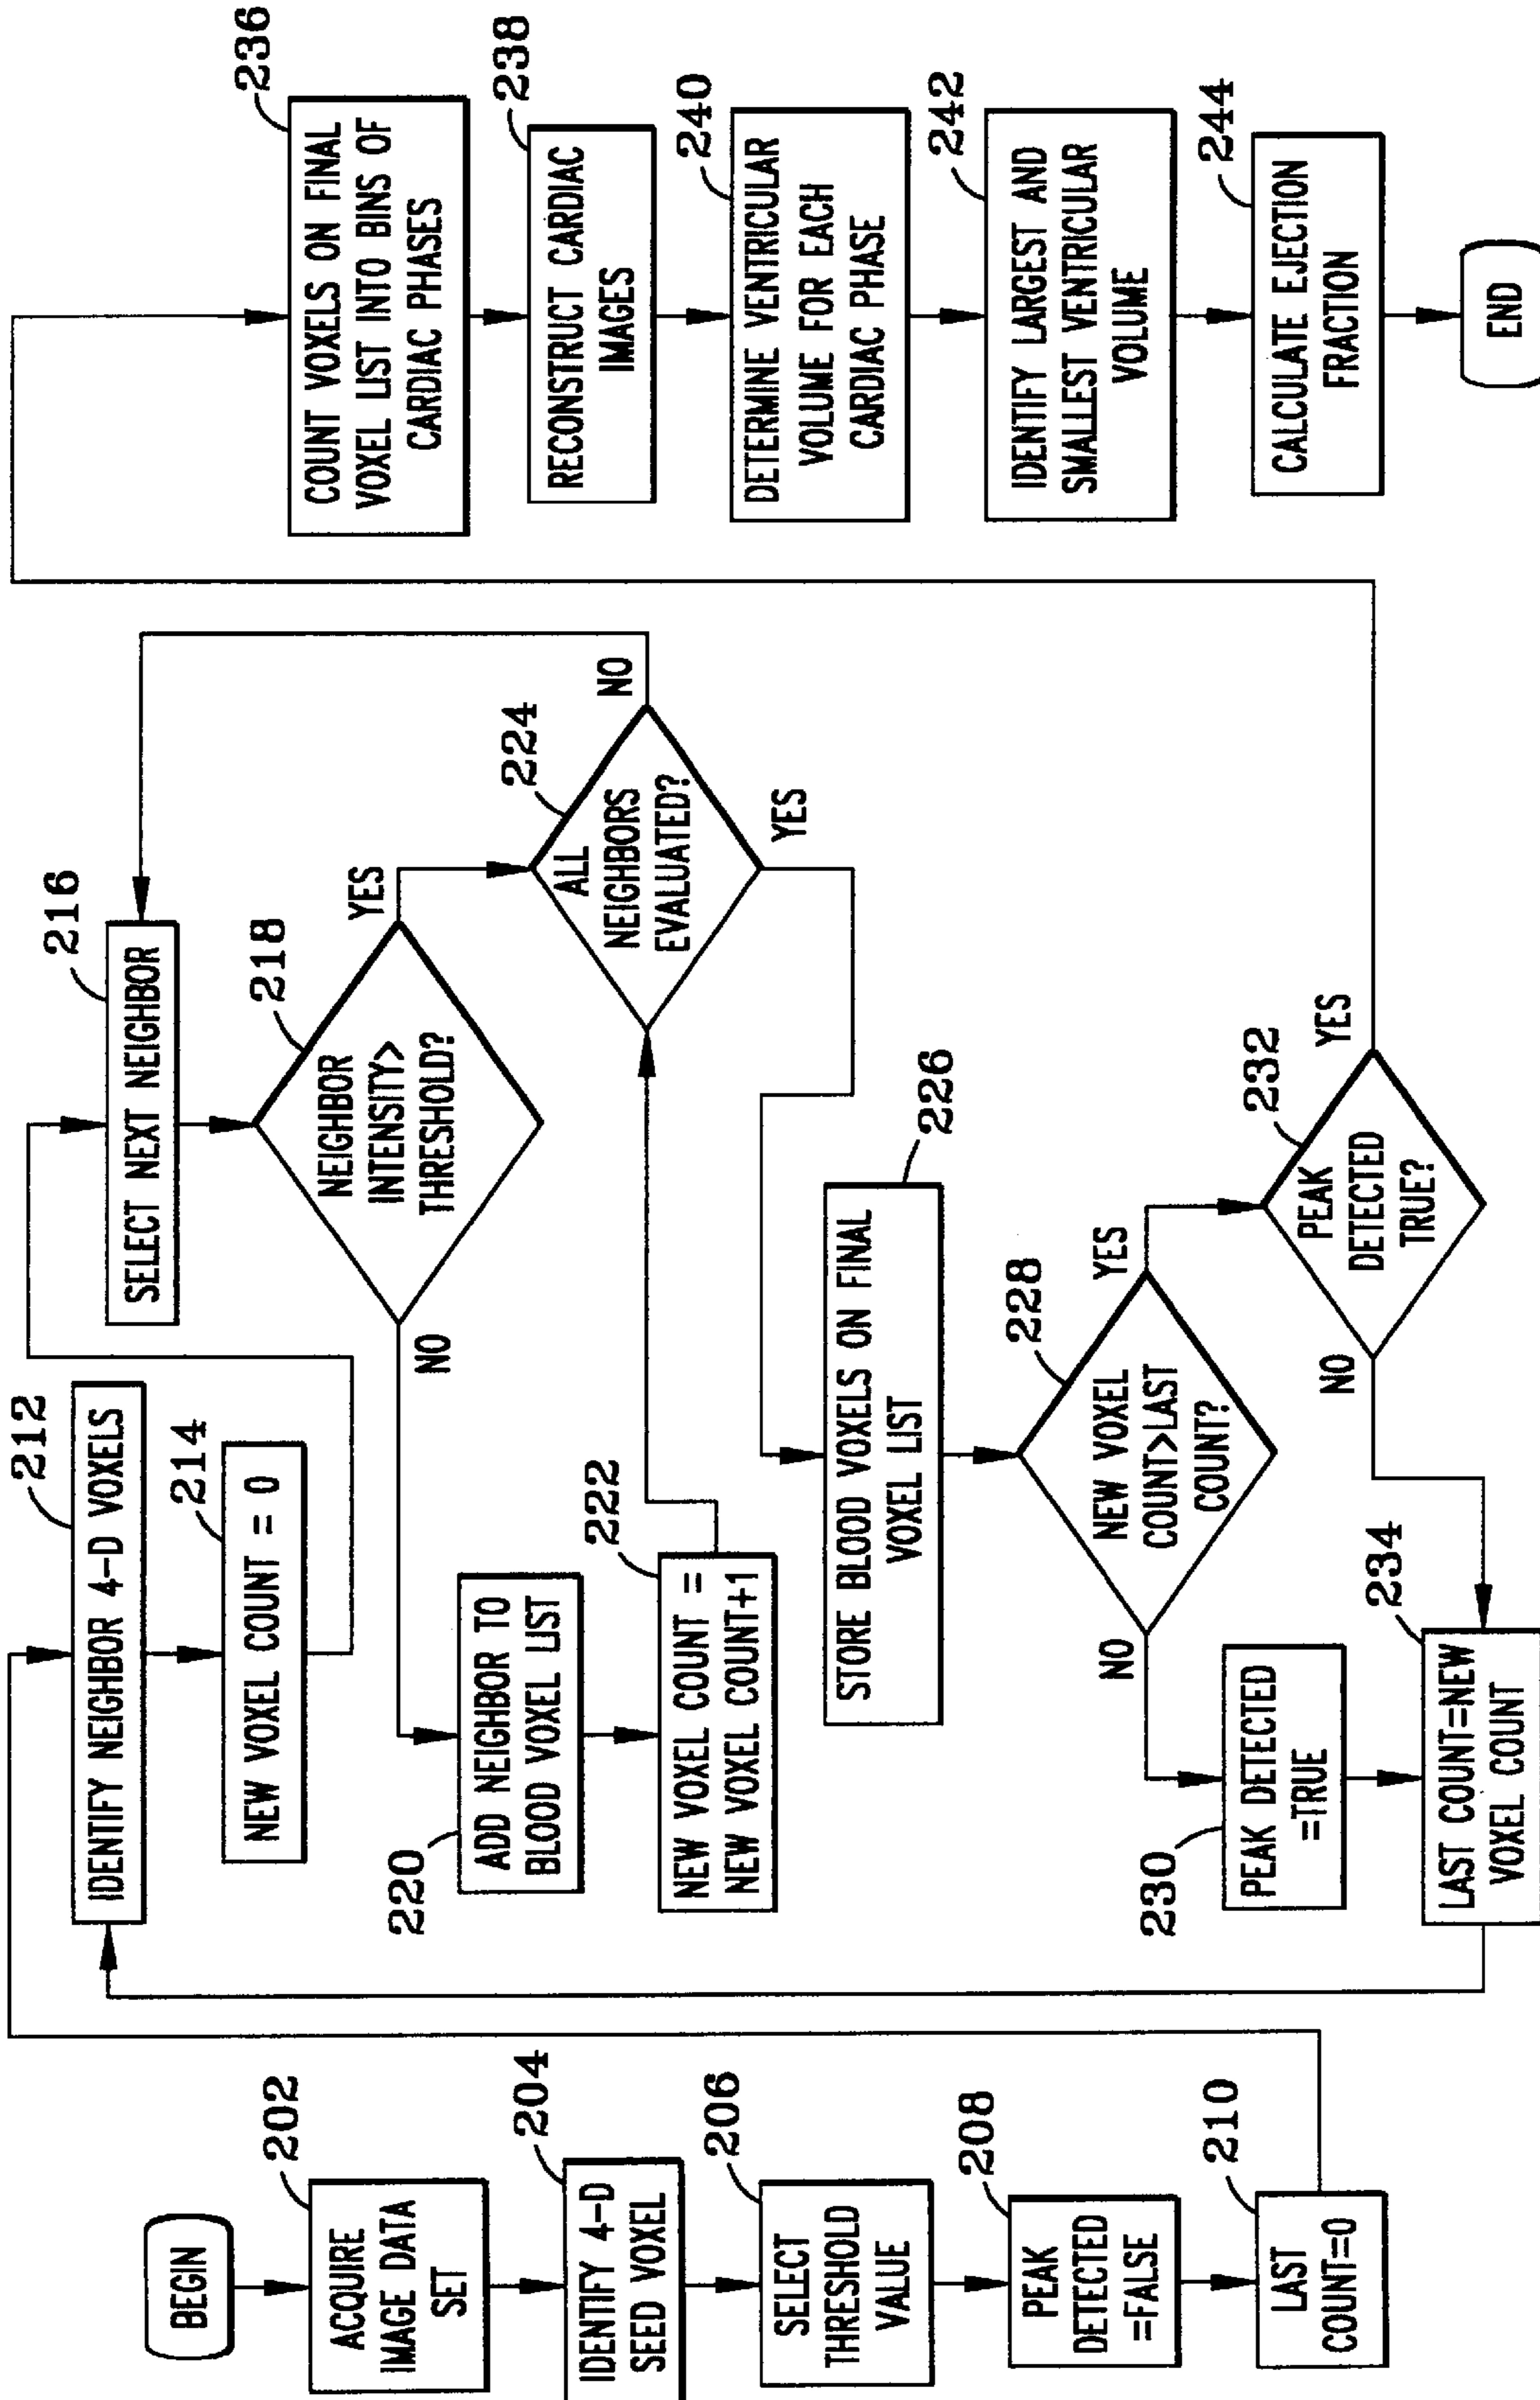 BEGIN
202
ACQUIRE
IMAGE DATA
SET
204
IDENTIFY 4-D
SEED VOXEL
206
SELECT
THRESHOLD
VALUE
208
PEAK
DETECTED
=FALSE
210
LAST
COUNT=0
212
IDENTIFY NEIGHBOR 4-D VOXELS
214
NEW VOXEL COUNT = 0
216
SELECT NEXT NEIGHBOR
218
NEIGHBOR
INTENSITY>
THRESHOLD?
YES
NO
220
ADD NEIGHBOR TO
BLOOD VOXEL LIST
222
NEW VOXEL COUNT =
NEW VOXEL COUNT+1
224
ALL
NEIGHBORS
EVALUATED?
NO
YES
226
STORE BLOOD VOXELS ON FINAL
VOXEL LIST
228
NEW VOXEL
COUNT>LAST
COUNT?
YES
NO
230
PEAK DETECTED
=TRUE
232
PEAK
DETECTED
TRUE?
YES
NO
234
LAST COUNT=NEW
VOXEL COUNT
236
COUNT VOXELS ON FINAL
VOXEL LIST INTO BINS OF
CARDIAC PHASES
238
RECONSTRUCT CARDIAC
IMAGES
240
DETERMINE VENTRICULAR
VOLUME FOR EACH
CARDIAC PHASE
242
IDENTIFY LARGEST AND
SMALLEST VENTRICULAR
VOLUME
244
CALCULATE EJECTION
FRACTION
END